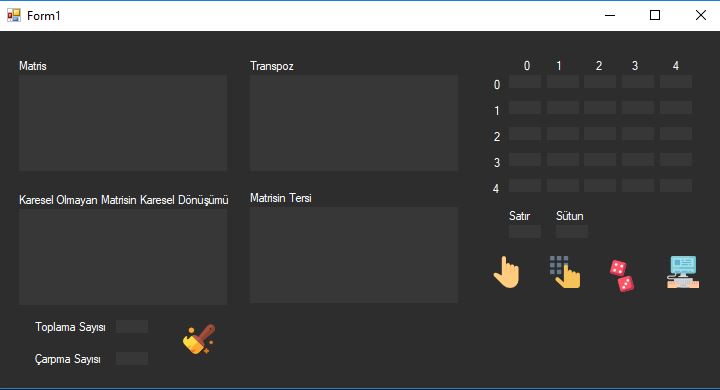 Form1
Matris
Transpoz
0 1 2 3 4
0
1
2
3
4
Karesel Olmayan Matrisin Karesel Dönüşümü
Matrisin Tersi
Satır
Sütun
Toplama Sayısı
Çarpma Sayısı